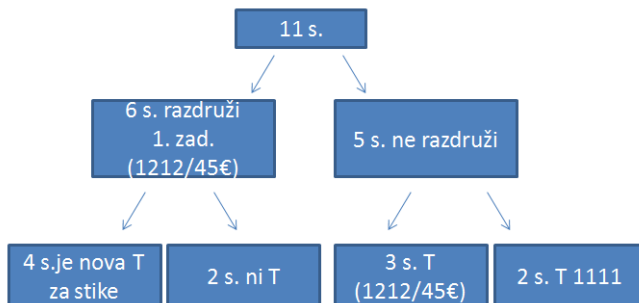 11 s.
6 s. razdruži
1. zad.
(1212/45€)
5 s. ne razdruži
4 s.je nova T
za stike
2 s. ni T
3 s. T
(1212/45€)
2 s. T 1111